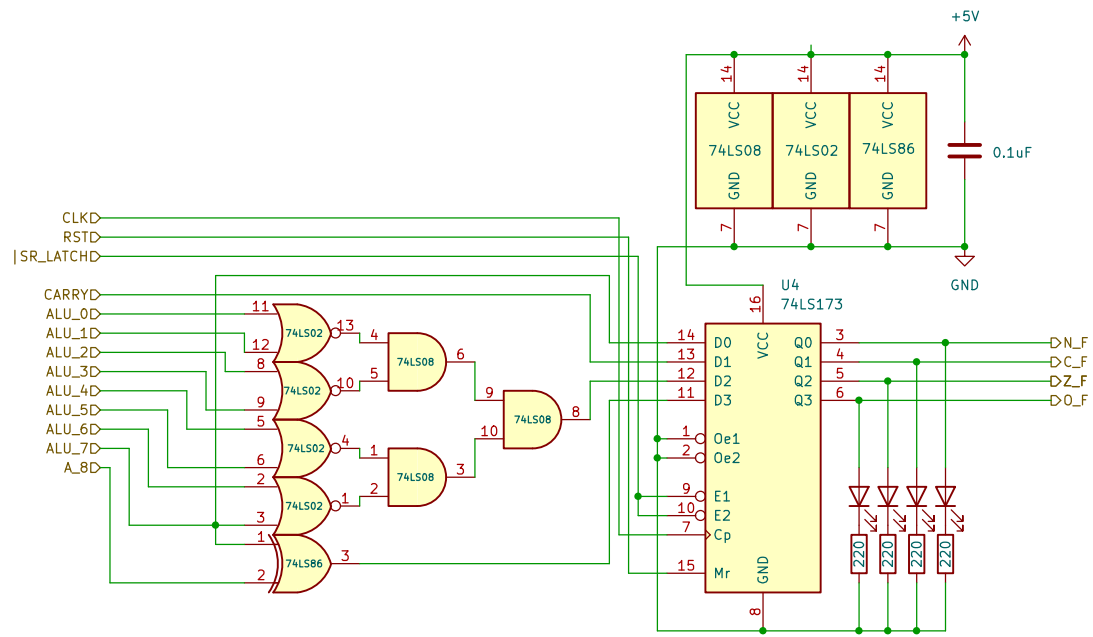 +5V
14
14
14
VCC
VCC
VCC
74LS08
74LS02
74LS86
0.1uF
GND
GND
GND
7
7
7
GND
CLK
RST
|SR_LATCH
CARRY
ALU_0
ALU_1
ALU_2
ALU_3
ALU_4
ALU_5
ALU_6
ALU_7
A_8
11
12
74LS02
13
8
9
74LS02
10
5
6
74LS02
4
2
3
74LS02
1
1
2
74LS86
3
4
5
74LS08
6
1
2
74LS08
3
9
10
74LS08
8
U4
74LS173
16
VCC
14 D0 Q0 3 N_F
13 D1 Q1 4 C_F
12 D2 Q2 5 Z_F
11 D3 Q3 6 O_F
1 Oe1
2 Oe2
9 E1
10 E2
7 Cp
15 Mr
GND
8
220
220
220
220